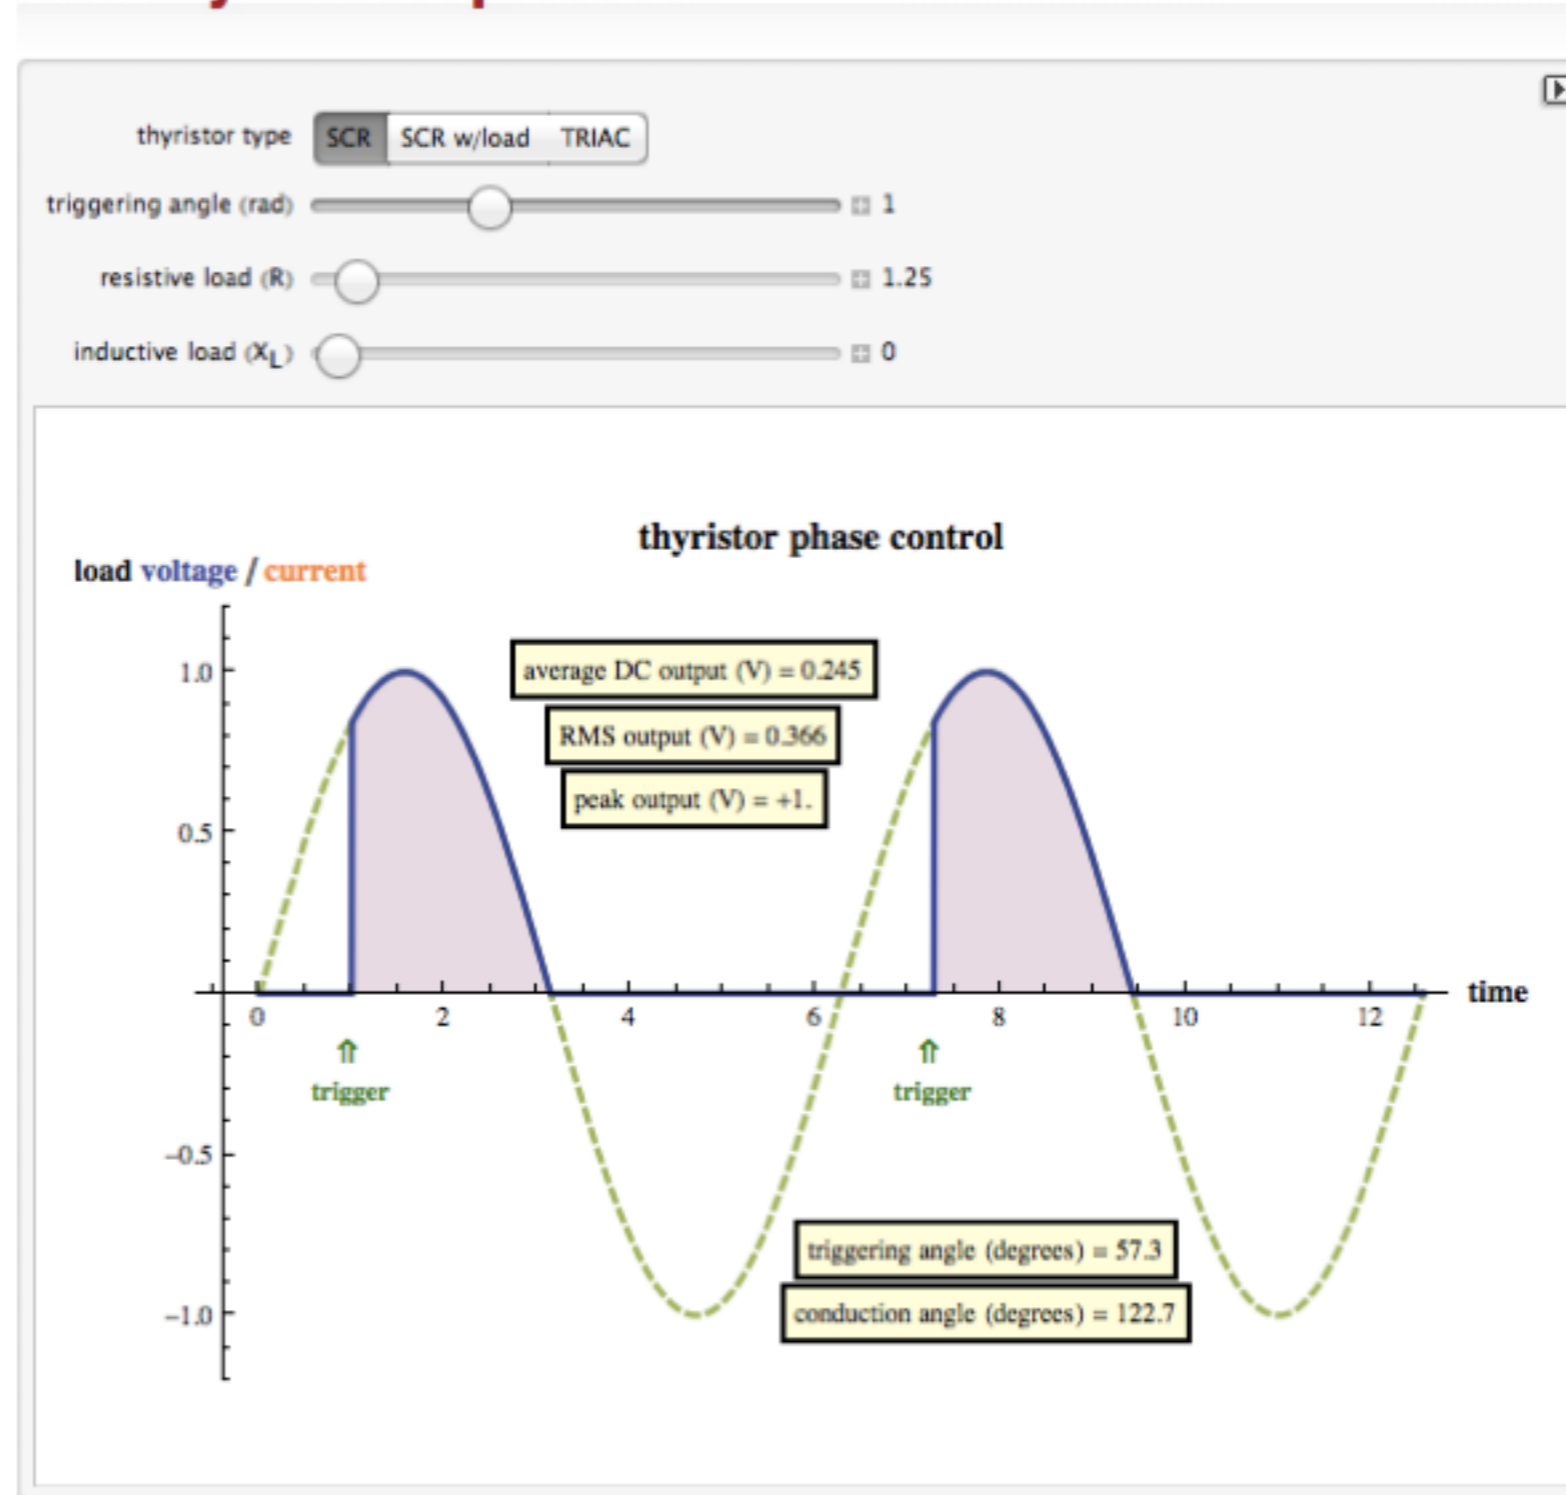 thyristor type SCR SCR w/load TRIAC
triggering angle (rad) 1
resistive load (R) 1.25
inductive load (XL) 0
thyristor phase control
load voltage / current
average DC output (V) = 0.245
1.0
RMS output (V) = 0.366
peak output (V) = +1.
0.5
time
0 2 4 6 8 10 12
⇑ ⇑
trigger trigger
−0.5
triggering angle (degrees) = 57.3
conduction angle (degrees) = 122.7
−1.0